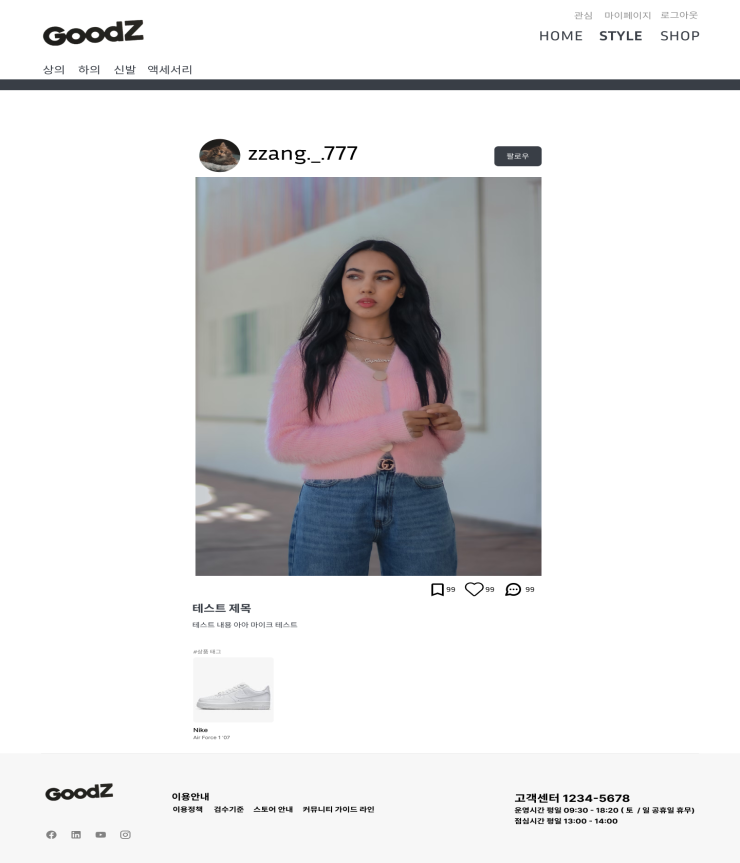 관심 마이페이지 로그아웃
GoodZ
HOME STYLE SHOP
상의 하의 신발 액세서리
zzang._.777
팔로우
99 99 99
테스트 제목
테스트 내용 아아 마이크 테스트
#상품 태그
Nike
Air Force 1 '07
GoodZ
이용안내
이용정책 검수기준 스토어 안내 커뮤니티 가이드 라인
고객센터 1234-5678
운영시간 평일 09:30 - 18:20 ( 토 / 일 공휴일 휴무)
점심시간 평일 13:00 - 14:00